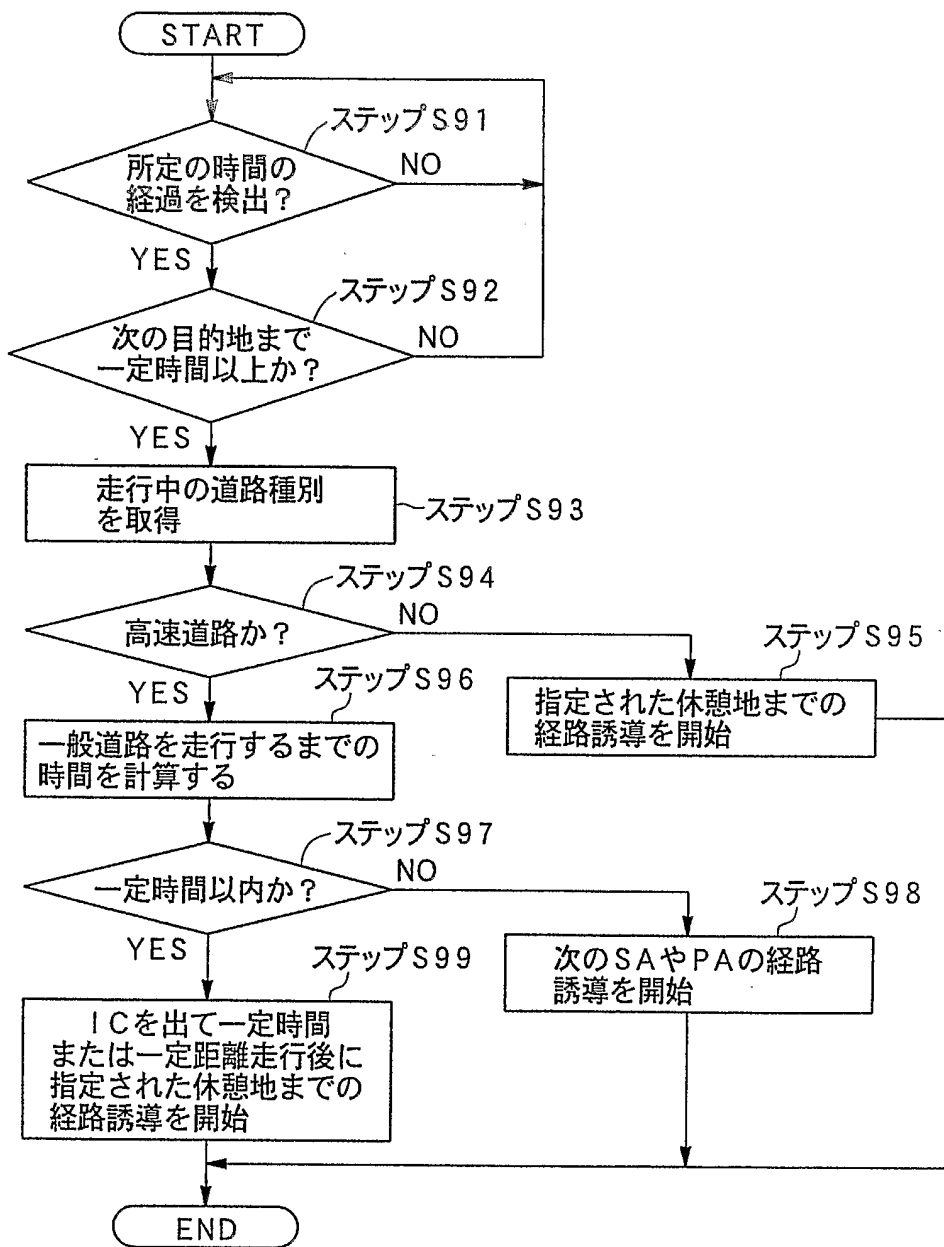 START
ステップS91
所定の時間の
経過を検出？
NO
YES
ステップS92
次の目的地まで
一定時間以上か？
NO
YES
走行中の道路種別
を取得
ステップS93
ステップS94
高速道路か？
NO
YES
ステップS95
指定された休憩地までの
経路誘導を開始
ステップS96
一般道路を走行するまでの
時間を計算する
ステップS97
一定時間以内か？
NO
YES
ステップS98
次のSAやPAの経路
誘導を開始
ステップS99
ICを出て一定時間
または一定距離走行後に
指定された休憩地までの
経路誘導を開始
END